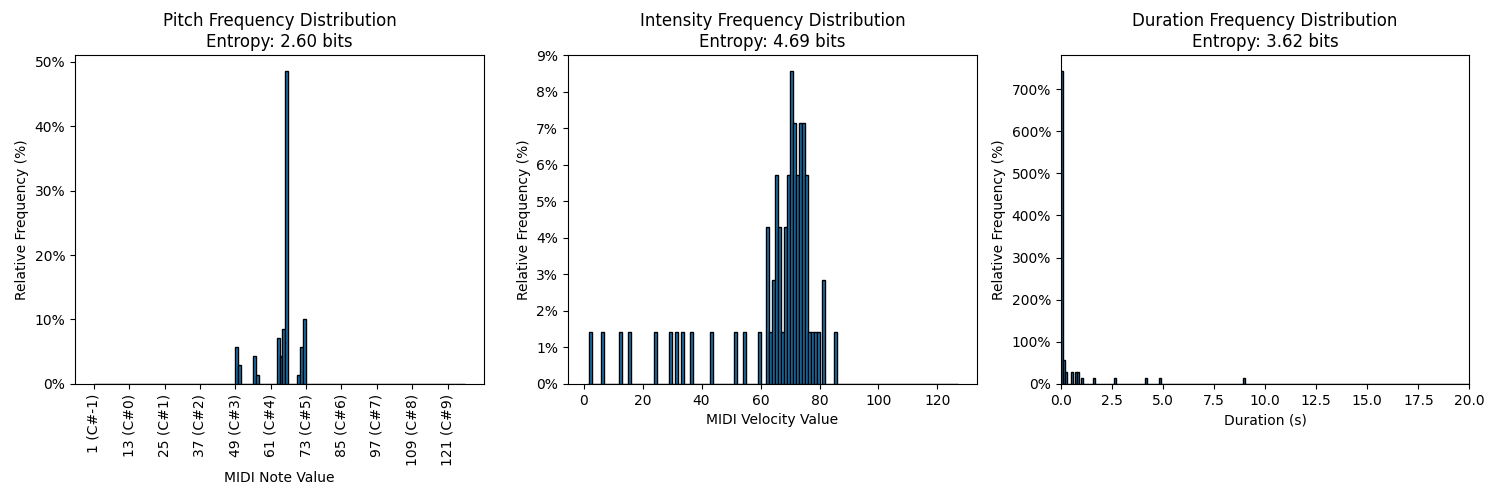 Pitch Frequency Distribution
Entropy: 2.60 bits
Relative Frequency (%)
50%
40%
30%
20%
10%
0%
1 (C#-1)
13 (C#0)
25 (C#1)
37 (C#2)
49 (C#3)
61 (C#4)
73 (C#5)
85 (C#6)
97 (C#7)
109 (C#8)
121 (C#9)
MIDI Note Value
Intensity Frequency Distribution
Entropy: 4.69 bits
Relative Frequency (%)
9%
8%
7%
6%
5%
4%
3%
2%
1%
0%
0 20 40 60 80 100 120
MIDI Velocity Value
Duration Frequency Distribution
Entropy: 3.62 bits
Relative Frequency (%)
700%
600%
500%
400%
300%
200%
100%
0%
0.0 2.5 5.0 7.5 10.0 12.5 15.0 17.5 20.0
Duration (s)